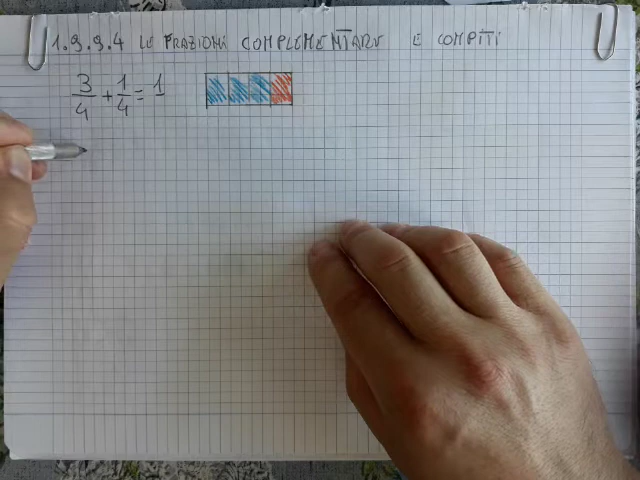 1.9.9.4 LE FRAZIONI COMPLEMENTARI E COMPITI
3/4 + 1/4 = 1